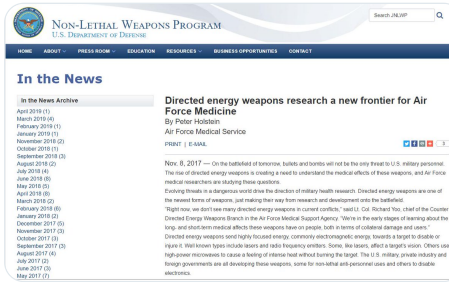 NON-LETHAL WEAPONS PROGRAM
U.S. DEPARTMENT OF DEFENSE
Search JNLWP
HOME ABOUT PRESS ROOM EDUCATION RESOURCES BUSINESS OPPORTUNITIES CONTACT
In the News
In the News Archive
April 2019 (1)
March 2019 (4)
February 2019 (1)
January 2019 (1)
November 2018 (2)
October 2018 (1)
September 2018 (3)
August 2018 (2)
July 2018 (4)
June 2018 (8)
May 2018 (5)
April 2018 (8)
March 2018 (2)
February 2018 (6)
January 2018 (2)
December 2017 (5)
November 2017 (3)
October 2017 (3)
September 2017 (3)
August 2017 (4)
July 2017 (2)
June 2017 (3)
May 2017 (7)
Directed energy weapons research a new frontier for Air
Force Medicine
By Peter Holstein
Air Force Medical Service
PRINT | E-MAIL
3
Nov. 8, 2017 — On the battlefield of tomorrow, bullets and bombs will not be the only threat to U.S. military personnel.
The rise of directed energy weapons is creating a need to understand the medical effects of these weapons, and Air Force
medical researchers are studying these questions.
Evolving threats in a dangerous world drive the direction of military health research. Directed energy weapons are one of
the newest forms of weapons, just making their way from research and development onto the battlefield.
"Right now, we don't see many directed energy weapons in current conflicts," said Lt. Col. Richard Yoo, chief of the Counter
Directed Energy Weapons Branch in the Air Force Medical Support Agency. "We're in the early stages of learning about the
long- and short-term medical affects these weapons have on people, both in terms of collateral damage and users."
Directed energy weapons send highly focused energy, commonly electromagnetic energy, towards a target to disable or
injure it. Well known types include lasers and radio frequency emitters. Some, like lasers, affect a target's vision. Others use
high-power microwaves to cause a feeling of intense heat without burning the target. The U.S. military, private industry and
foreign governments are all developing these weapons, some for non-lethal anti-personnel uses and others to disable
electronics.